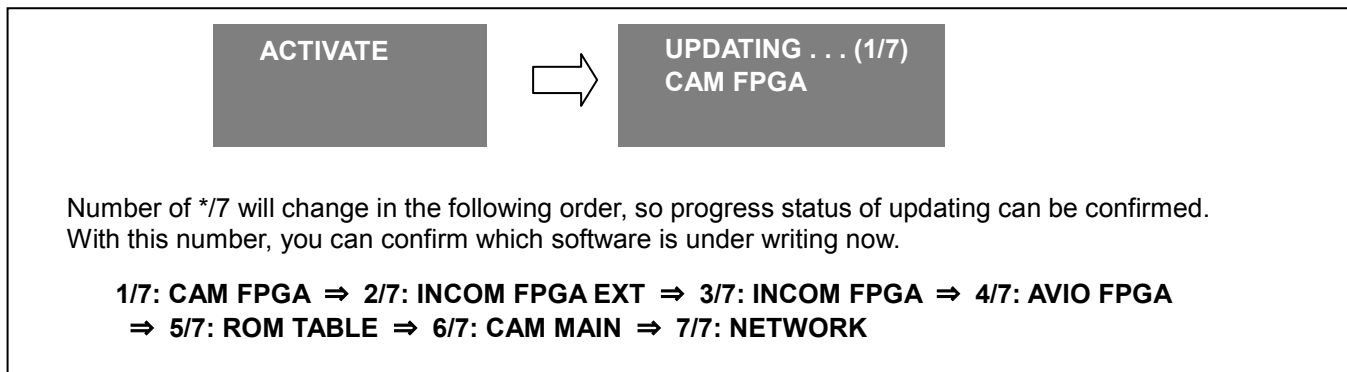 ACTIVATE
UPDATING . . . (1/7)
CAM FPGA
Number of */7 will change in the following order, so progress status of updating can be confirmed.
With this number, you can confirm which software is under writing now.
1/7: CAM FPGA ⇒ 2/7: INCOM FPGA EXT ⇒ 3/7: INCOM FPGA ⇒ 4/7: AVIO FPGA
⇒ 5/7: ROM TABLE ⇒ 6/7: CAM MAIN ⇒ 7/7: NETWORK